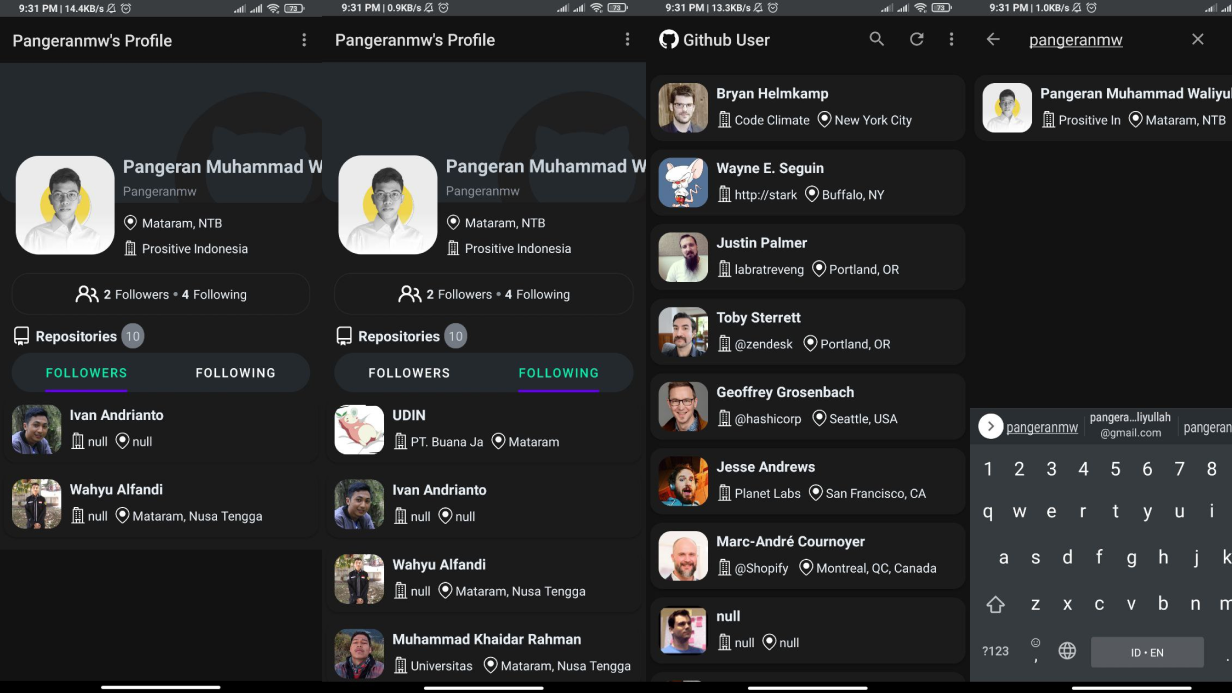 9:31 PM | 14.4KB/s
73
Pangeranmw's Profile
Pangeran Muhammad W
Pangeranmw
Mataram, NTB
Prositive Indonesia
2 Followers • 4 Following
Repositories 10
FOLLOWERS FOLLOWING
Ivan Andrianto
null null
Wahyu Alfandi
null Mataram, Nusa Tengga
9:31 PM | 0.9KB/s
73
Pangeranmw's Profile
Pangeran Muhammad W
Pangeranmw
Mataram, NTB
Prositive Indonesia
2 Followers • 4 Following
Repositories 10
FOLLOWERS FOLLOWING
UDIN
PT. Buana Ja Mataram
Ivan Andrianto
null null
Wahyu Alfandi
null Mataram, Nusa Tengga
Muhammad Khaidar Rahman
Universitas Mataram, Nusa Tengga
9:31 PM | 13.3KB/s
73
Github User
Bryan Helmkamp
Code Climate New York City
Wayne E. Seguin
http://stark Buffalo, NY
Justin Palmer
labratreveng Portland, OR
Toby Sterrett
@zendesk Portland, OR
Geoffrey Grosenbach
@hashicorp Seattle, USA
Jesse Andrews
Planet Labs San Francisco, CA
Marc-André Cournoyer
@Shopify Montreal, QC, Canada
null
null null
9:31 PM | 1.0KB/s
pangeranmw
Pangeran Muhammad Waliyul
Prositive In Mataram, NTB
pangeranmw
pangera...liyullah
@gmail.com
pangeran
1 2 3 4 5 6 7 8
q w e r t y u i
a s d f g h j k
z x c v b n m
?123 , ID • EN .